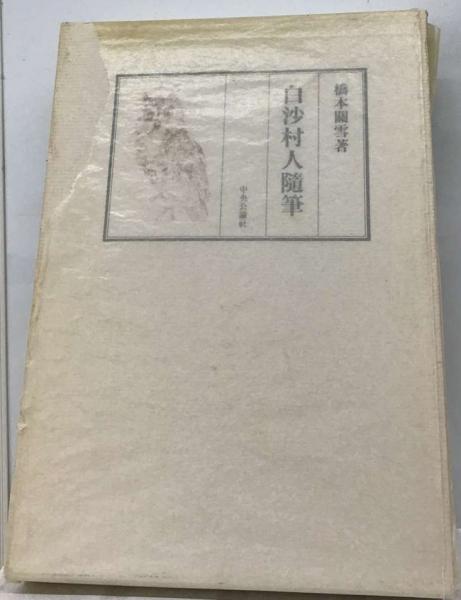 橋本關雪著
白沙村人隨筆
中央公論社